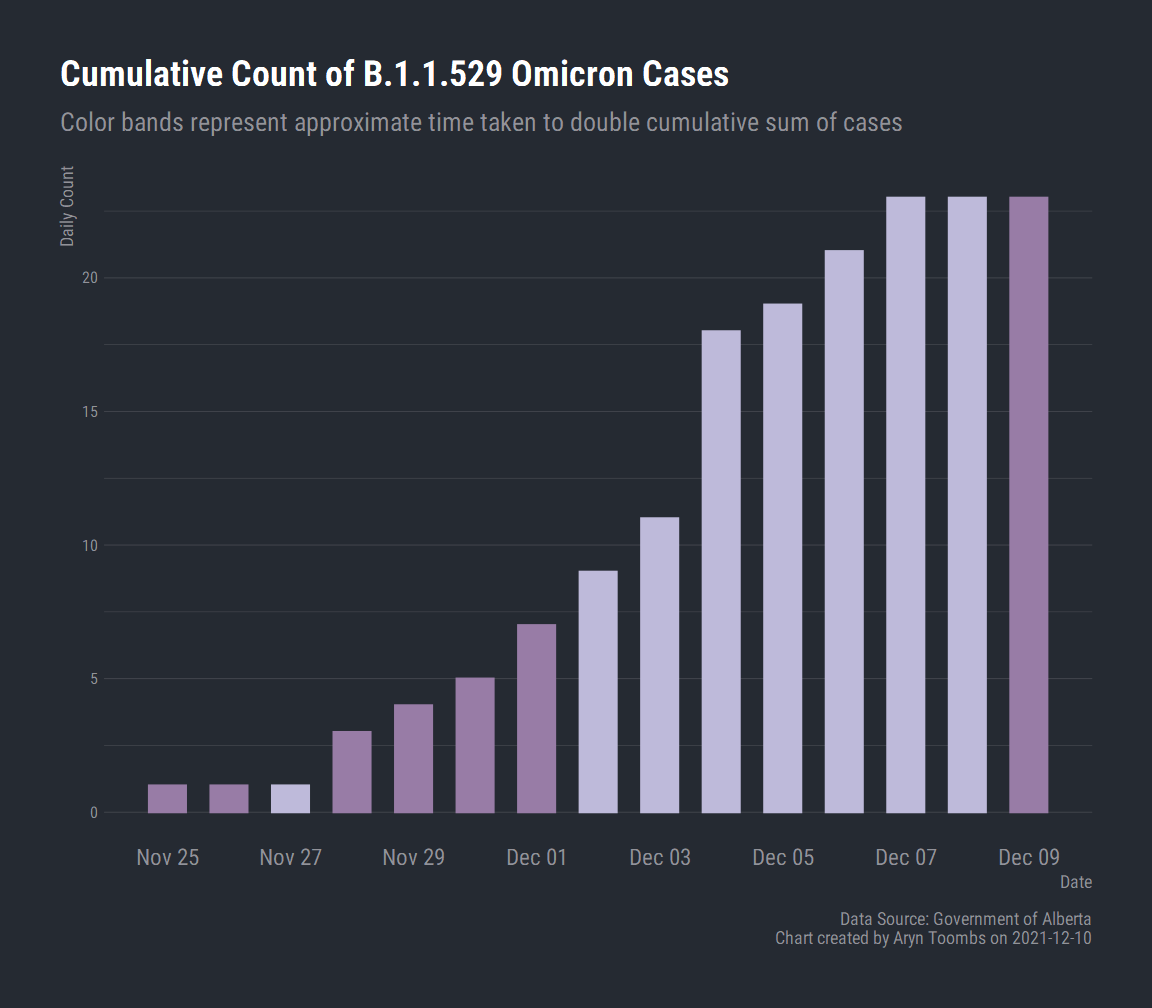 Cumulative Count of B.1.1.529 Omicron Cases
Color bands represent approximate time taken to double cumulative sum of cases
Daily Count
20
15
10
5
0
Nov 25 Nov 27 Nov 29 Dec 01 Dec 03 Dec 05 Dec 07 Dec 09
Date
Data Source: Government of Alberta
Chart created by Aryn Toombs on 2021-12-10